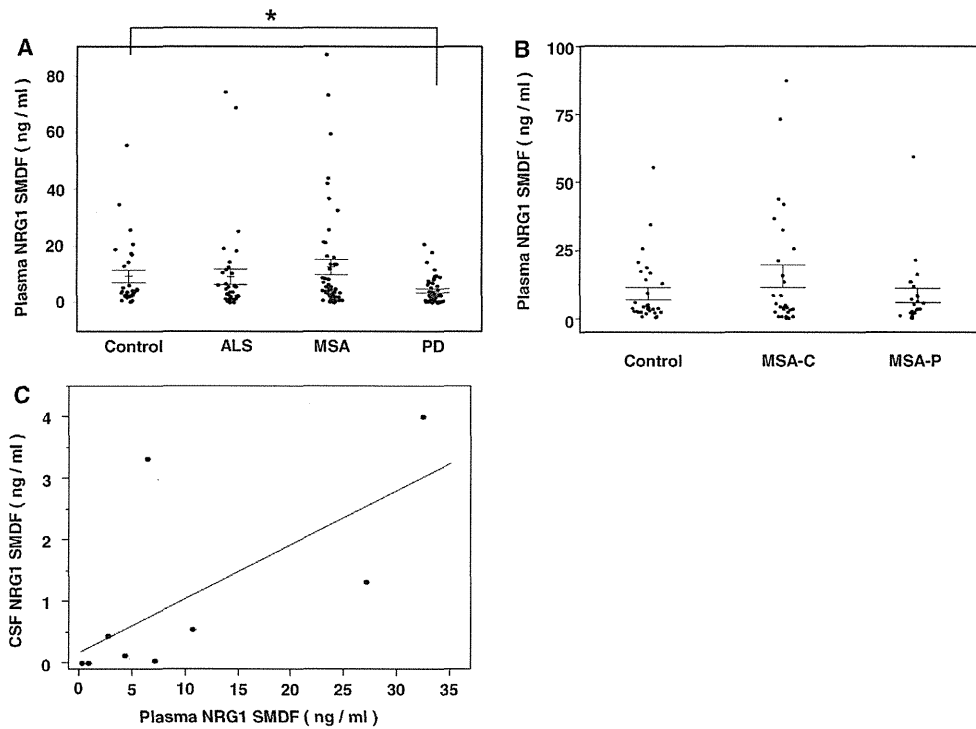 *
A
Plasma NRG1 SMDF ( ng / ml )
80
60
40
20
0
Control ALS MSA PD
B
Plasma NRG1 SMDF ( ng / ml )
100
75
50
25
0
Control MSA-C MSA-P
C
CSF NRG1 SMDF ( ng / ml )
4
3
2
1
0
0 5 10 15 20 25 30 35
Plasma NRG1 SMDF ( ng / ml )